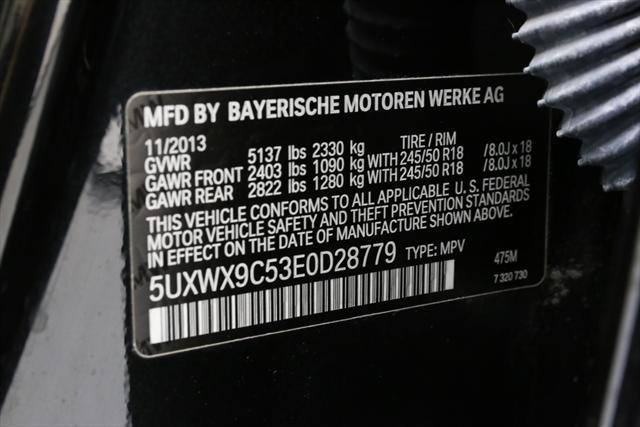 MFD BY BAYERISCHE MOTOREN WERKE AG
11/2013 TIRE / RIM
GVWR 5137 lbs 2330 kg
GAWR FRONT 2403 lbs 1090 kg WITH 245/50 R18 / 8.0J x 18
GAWR REAR 2822 lbs 1280 kg WITH 245/50 R18 / 8.0J x 18
THIS VEHICLE CONFORMS TO ALL APPLICABLE U.S. FEDERAL
MOTOR VEHICLE SAFETY AND THEFT PREVENTION STANDARDS
IN EFFECT ON THE DATE OF MANUFACTURE SHOWN ABOVE.
5UXWX9C53E0D28779 TYPE: MPV 475M
7 320 730